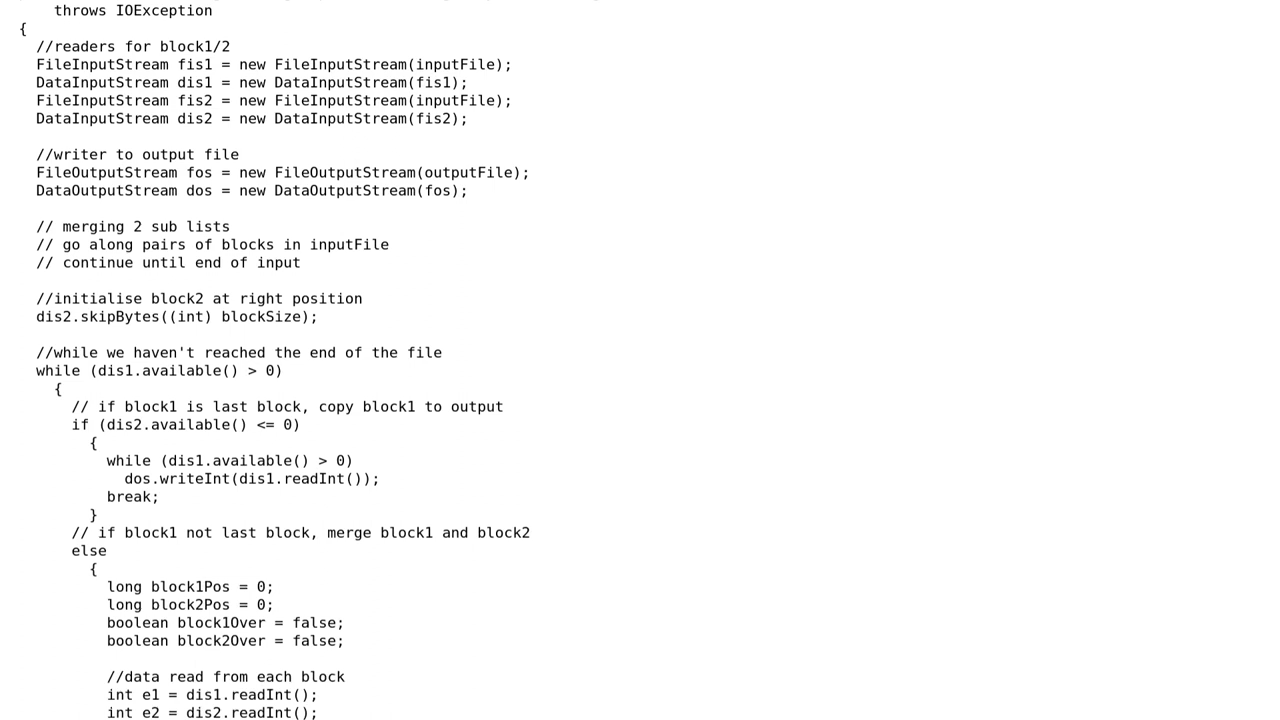 throws IOException
{
//readers for block1/2
FileInputStream fis1 = new FileInputStream(inputFile);
DataInputStream dis1 = new DataInputStream(fis1);
FileInputStream fis2 = new FileInputStream(inputFile);
DataInputStream dis2 = new DataInputStream(fis2);
//writer to output file
FileOutputStream fos = new FileOutputStream(outputFile);
DataOutputStream dos = new DataOutputStream(fos);
// merging 2 sub lists
// go along pairs of blocks in inputFile
// continue until end of input
//initialise block2 at right position
dis2.skipBytes((int) blockSize);
//while we haven't reached the end of the file
while (dis1.available() > 0)
{
// if block1 is last block, copy block1 to output
if (dis2.available() <= 0)
{
while (dis1.available() > 0)
dos.writeInt(dis1.readInt());
break;
}
// if block1 not last block, merge block1 and block2
else
{
long block1Pos = 0;
long block2Pos = 0;
boolean block1Over = false;
boolean block2Over = false;
//data read from each block
int e1 = dis1.readInt();
int e2 = dis2.readInt();